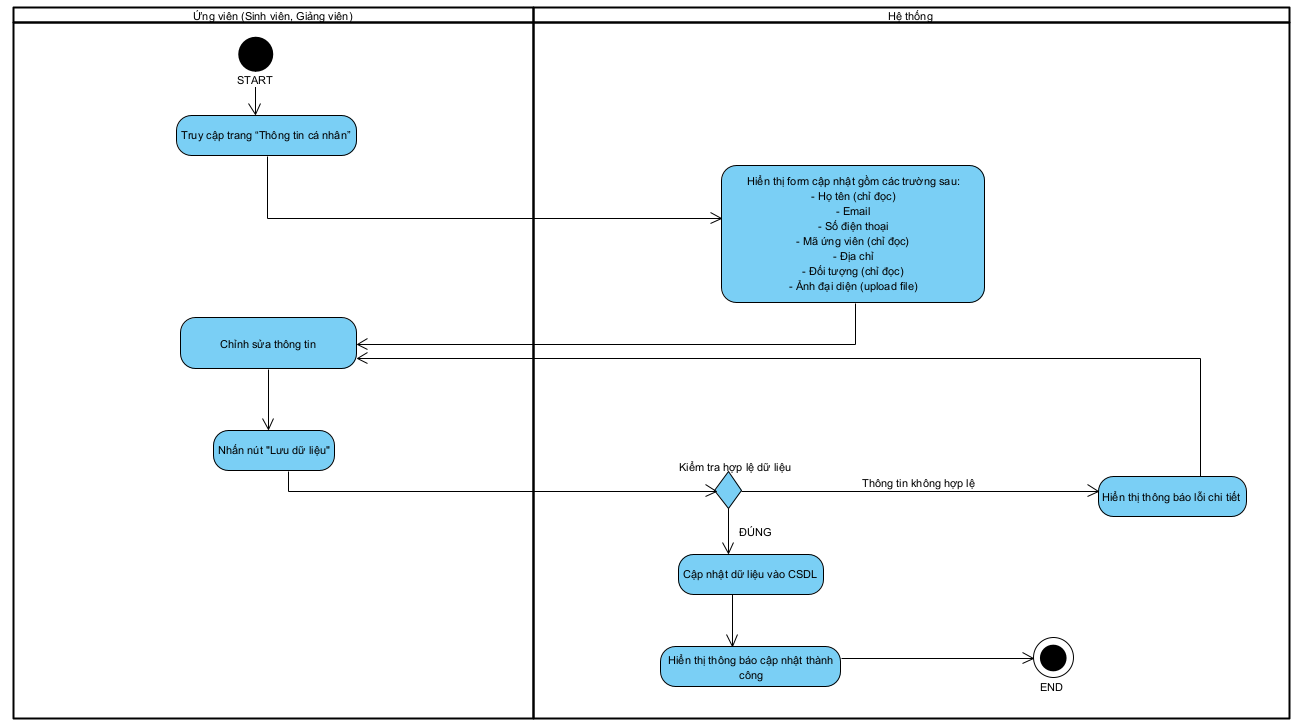 Ứng viên (Sinh viên, Giảng viên)
Hệ thống
START
Truy cập trang "Thông tin cá nhân"
Hiển thị form cập nhật gồm các trường sau:
- Họ tên (chỉ đọc)
- Email
- Số điện thoại
- Mã ứng viên (chỉ đọc)
- Địa chỉ
- Đối tượng (chỉ đọc)
- Ảnh đại diện (upload file)
Chỉnh sửa thông tin
Nhấn nút "Lưu dữ liệu"
Kiểm tra hợp lệ dữ liệu
Thông tin không hợp lệ
Hiển thị thông báo lỗi chi tiết
ĐÚNG
Cập nhật dữ liệu vào CSDL
Hiển thị thông báo cập nhật thành
công
END